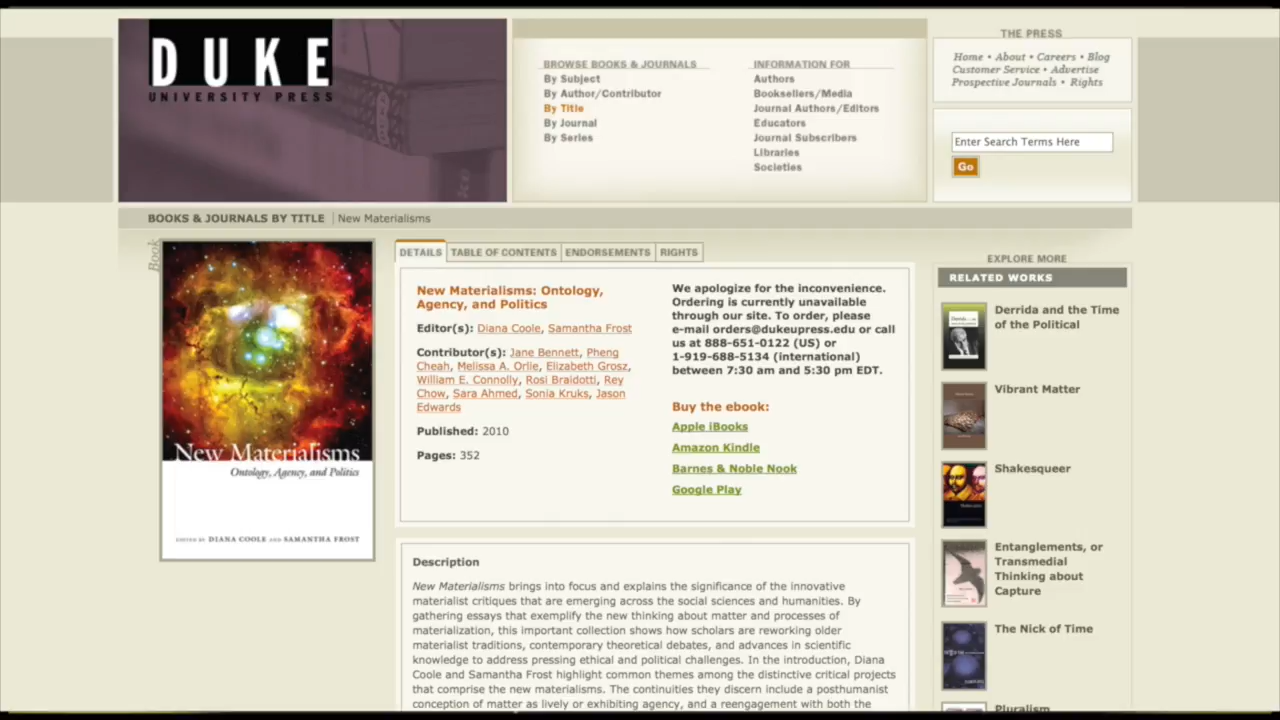 DUKE
UNIVERSITY PRESS
BROWSE BOOKS & JOURNALS
By Subject
By Author/Contributor
By Title
By Journal
By Series
INFORMATION FOR
Authors
Booksellers/Media
Journal Authors/Editors
Educators
Journal Subscribers
Libraries
Societies
THE PRESS
Home • About • Careers • Blog
Customer Service • Advertise
Prospective Journals • Rights
Enter Search Terms Here
Go
BOOKS & JOURNALS BY TITLE | New Materialisms
Book
New Materialisms
Ontology, Agency, and Politics
EDITED BY DIANA COOLE AND SAMANTHA FROST
DETAILS
TABLE OF CONTENTS
ENDORSEMENTS
RIGHTS
New Materialisms: Ontology,
Agency, and Politics
Editor(s): Diana Coole, Samantha Frost
Contributor(s): Jane Bennett, Pheng
Cheah, Melissa A. Orlie, Elizabeth Grosz,
William E. Connolly, Rosi Braidotti, Rey
Chow, Sara Ahmed, Sonia Kruks, Jason
Edwards
Published: 2010
Pages: 352
We apologize for the inconvenience.
Ordering is currently unavailable
through our site. To order, please
e-mail orders@dukeupress.edu or call
us at 888-651-0122 (US) or
1-919-688-5134 (international)
between 7:30 am and 5:30 pm EDT.
Buy the ebook:
Apple iBooks
Amazon Kindle
Barnes & Noble Nook
Google Play
Description
New Materialisms brings into focus and explains the significance of the innovative
materialist critiques that are emerging across the social sciences and humanities. By
gathering essays that exemplify the new thinking about matter and processes of
materialization, this important collection shows how scholars are reworking older
materialist traditions, contemporary theoretical debates, and advances in scientific
knowledge to address pressing ethical and political challenges. In the introduction, Diana
Coole and Samantha Frost highlight common themes among the distinctive critical projects
that comprise the new materialisms. The continuities they discern include a posthumanist
conception of matter as lively or exhibiting agency, and a reengagement with both the
EXPLORE MORE
RELATED WORKS
Derrida and the Time
of the Political
Vibrant Matter
Shakesqueer
Entanglements, or
Transmedial
Thinking about
Capture
The Nick of Time
Pluralism